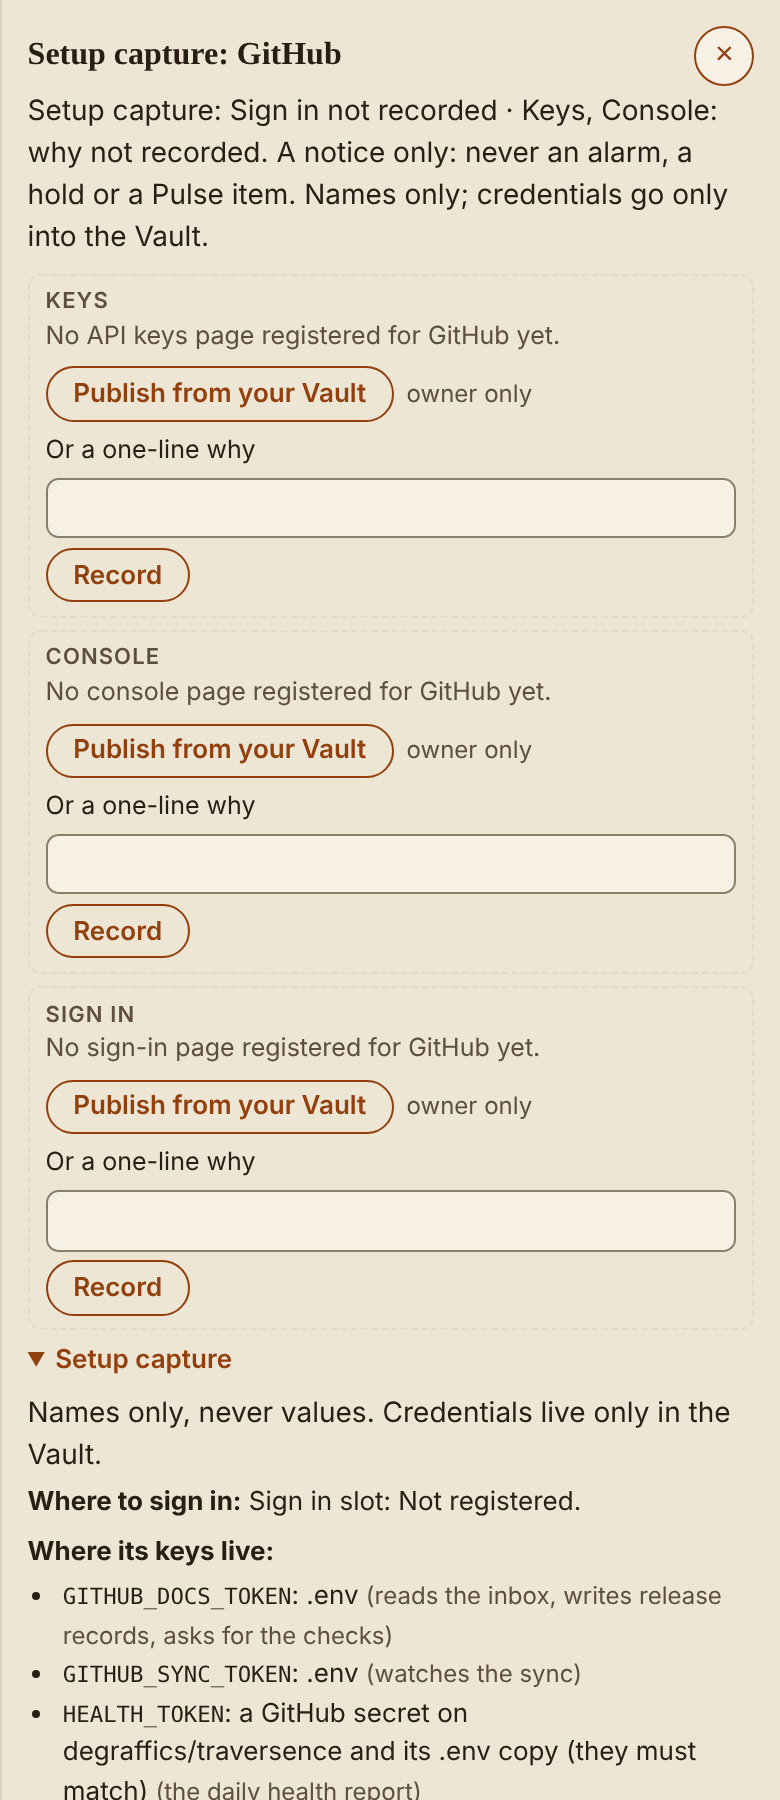 Setup capture: GitHub
×
Setup capture: Sign in not recorded · Keys, Console:
why not recorded. A notice only: never an alarm, a
hold or a Pulse item. Names only; credentials go only
into the Vault.
KEYS
No API keys page registered for GitHub yet.
Publish from your Vault owner only
Or a one-line why
Record
CONSOLE
No console page registered for GitHub yet.
Publish from your Vault owner only
Or a one-line why
Record
SIGN IN
No sign-in page registered for GitHub yet.
Publish from your Vault owner only
Or a one-line why
Record
▼ Setup capture
Names only, never values. Credentials live only in the
Vault.
Where to sign in: Sign in slot: Not registered.
Where its keys live:
• GITHUB_DOCS_TOKEN: .env (reads the inbox, writes release
records, asks for the checks)
• GITHUB_SYNC_TOKEN: .env (watches the sync)
• HEALTH_TOKEN: a GitHub secret on
degraffics/traversence and its .env copy (they must
match) (the daily health report)